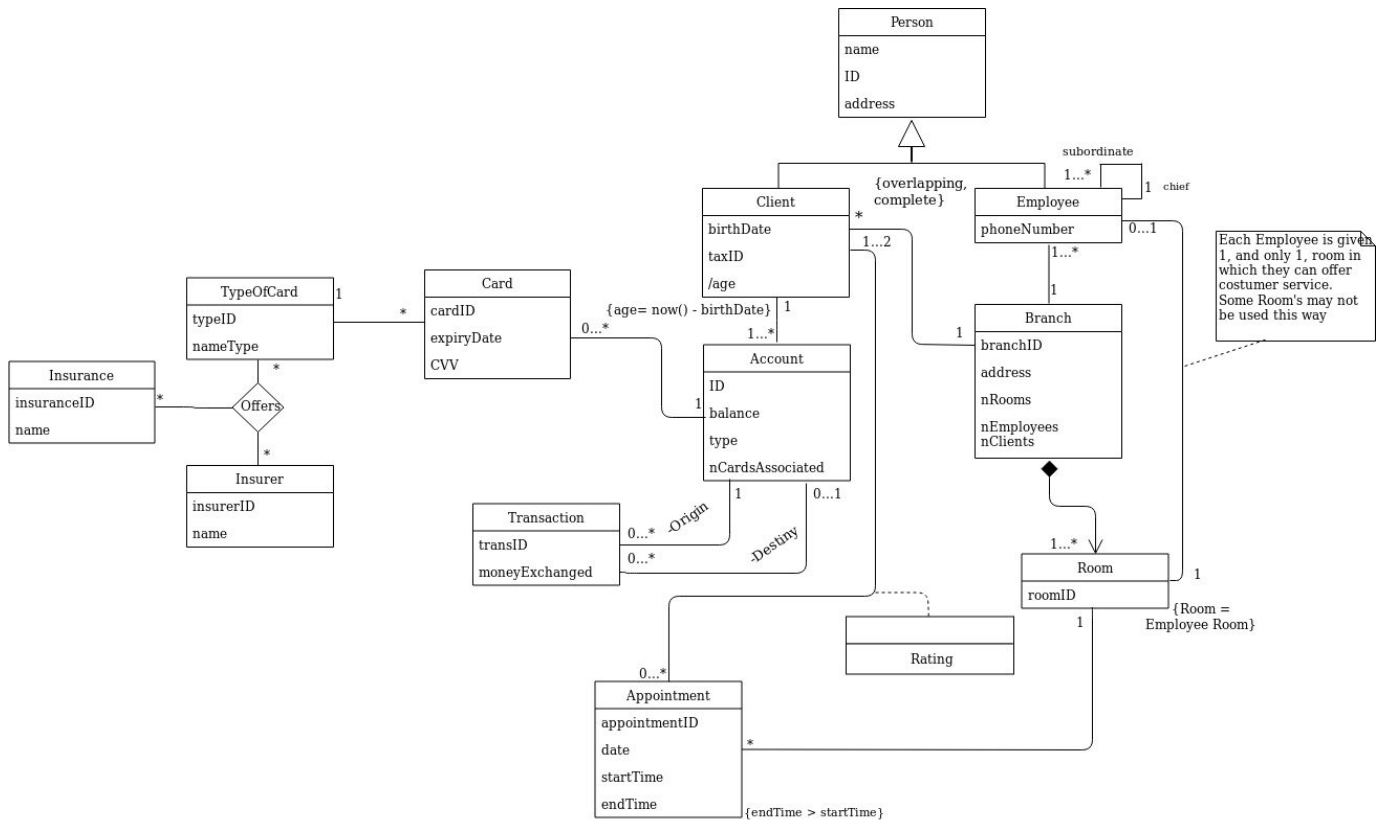 Person
name
ID
address
subordinate
1...*
1
chief
{overlapping,
complete}
Client
birthDate
taxID
/age
*
1...2
Employee
phoneNumber
0...1
1...*
Each Employee is given
1, and only 1, room in
which they can offer
costumer service.
Some Room's may not
be used this way
TypeOfCard
typeID
nameType
1
*
Card
cardID
expiryDate
CVV
{age= now() - birthDate}
1
0...*
1...*
1
Branch
branchID
address
nRooms
nEmployees
nClients
1
Account
ID
balance
type
nCardsAssociated
1
Insurance
insuranceID
name
*
*
Offers
*
Insurer
insurerID
name
1
0...1
-Origin
-Destiny
Transaction
transID
moneyExchanged
0...*
0...*
1...*
Room
roomID
1
{Room =
Employee Room}
1
Rating
0...*
Appointment
appointmentID
date
startTime
endTime
*
{endTime > startTime}